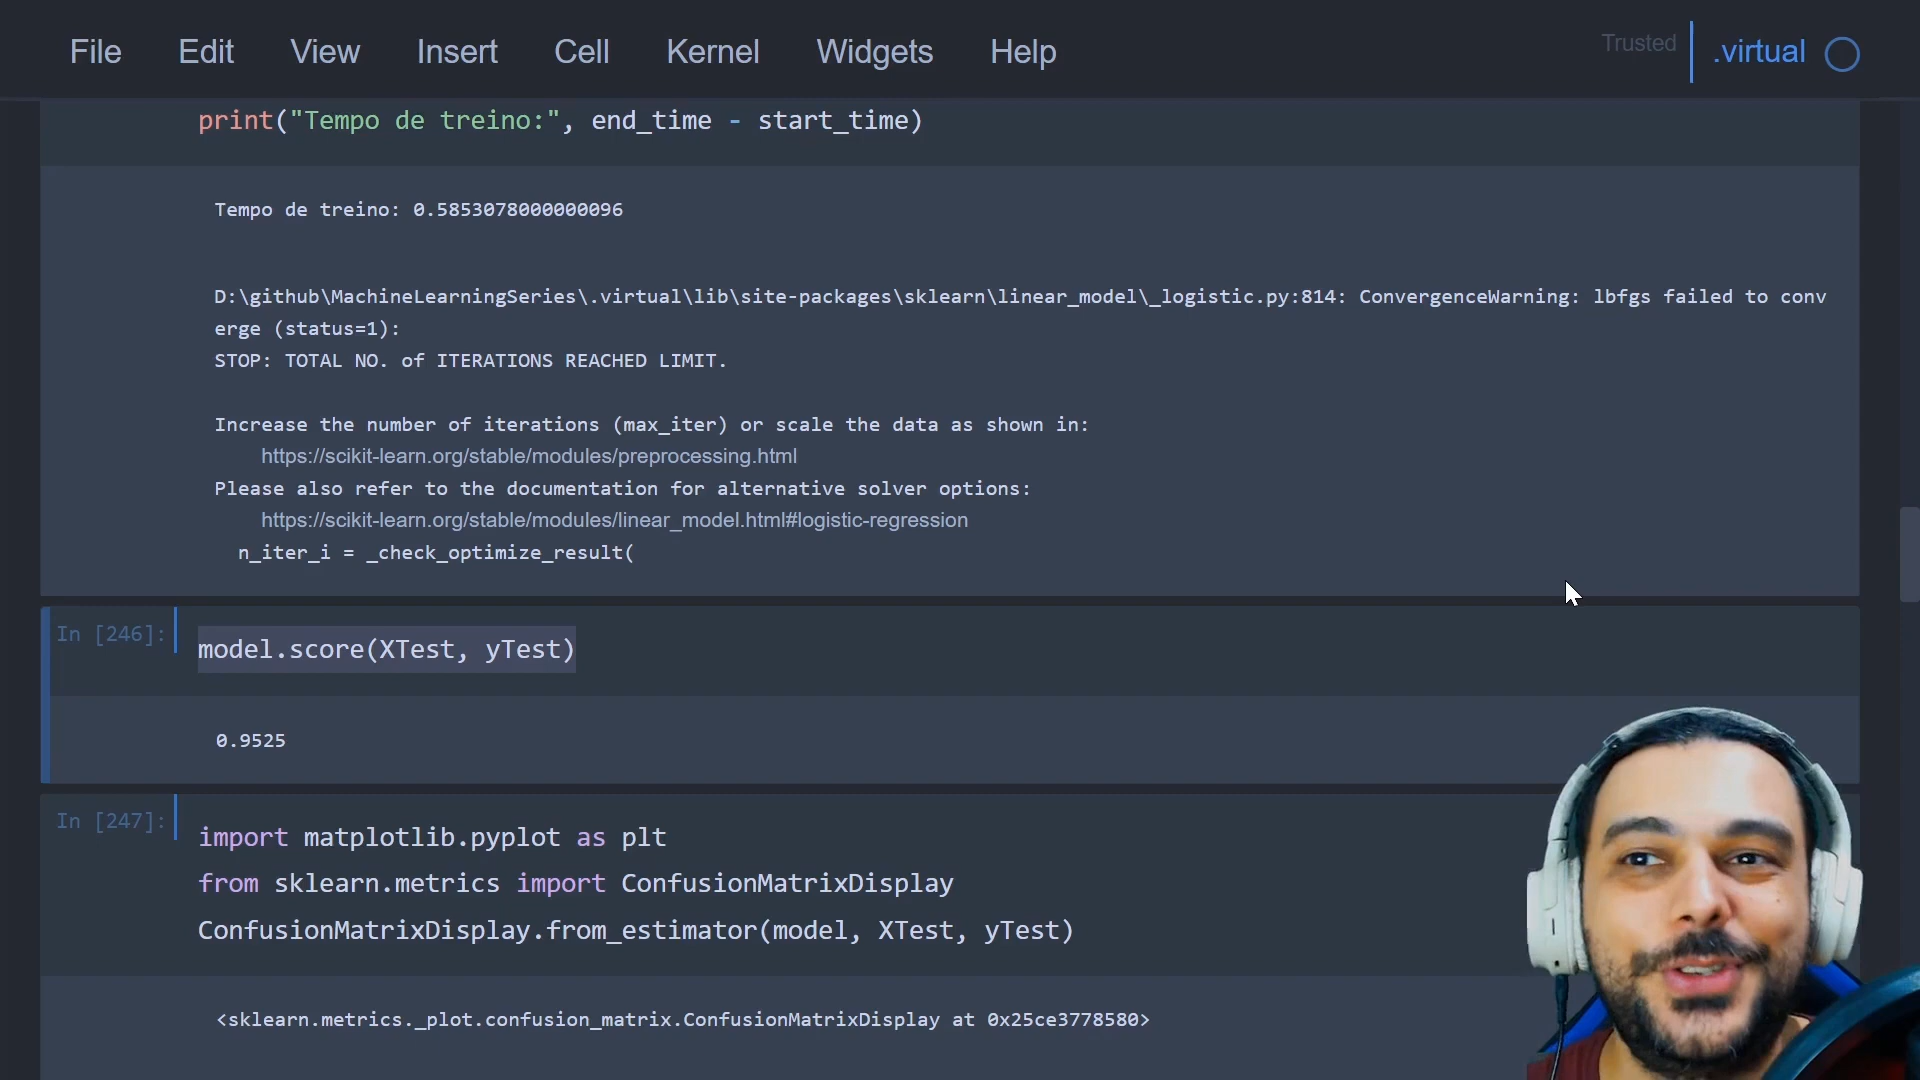 File Edit View Insert Cell Kernel Widgets Help Trusted .virtual
print("Tempo de treino:", end_time - start_time)
Tempo de treino: 0.5853078000000096
D:\github\MachineLearningSeries\.virtual\lib\site-packages\sklearn\linear_model\_logistic.py:814: ConvergenceWarning: lbfgs failed to conv
erge (status=1):
STOP: TOTAL NO. of ITERATIONS REACHED LIMIT.
Increase the number of iterations (max_iter) or scale the data as shown in:
https://scikit-learn.org/stable/modules/preprocessing.html
Please also refer to the documentation for alternative solver options:
https://scikit-learn.org/stable/modules/linear_model.html#logistic-regression
n_iter_i = _check_optimize_result(
In [246]: model.score(XTest, yTest)
0.9525
In [247]: import matplotlib.pyplot as plt
from sklearn.metrics import ConfusionMatrixDisplay
ConfusionMatrixDisplay.from_estimator(model, XTest, yTest)
<sklearn.metrics._plot.confusion_matrix.ConfusionMatrixDisplay at 0x25ce3778580>